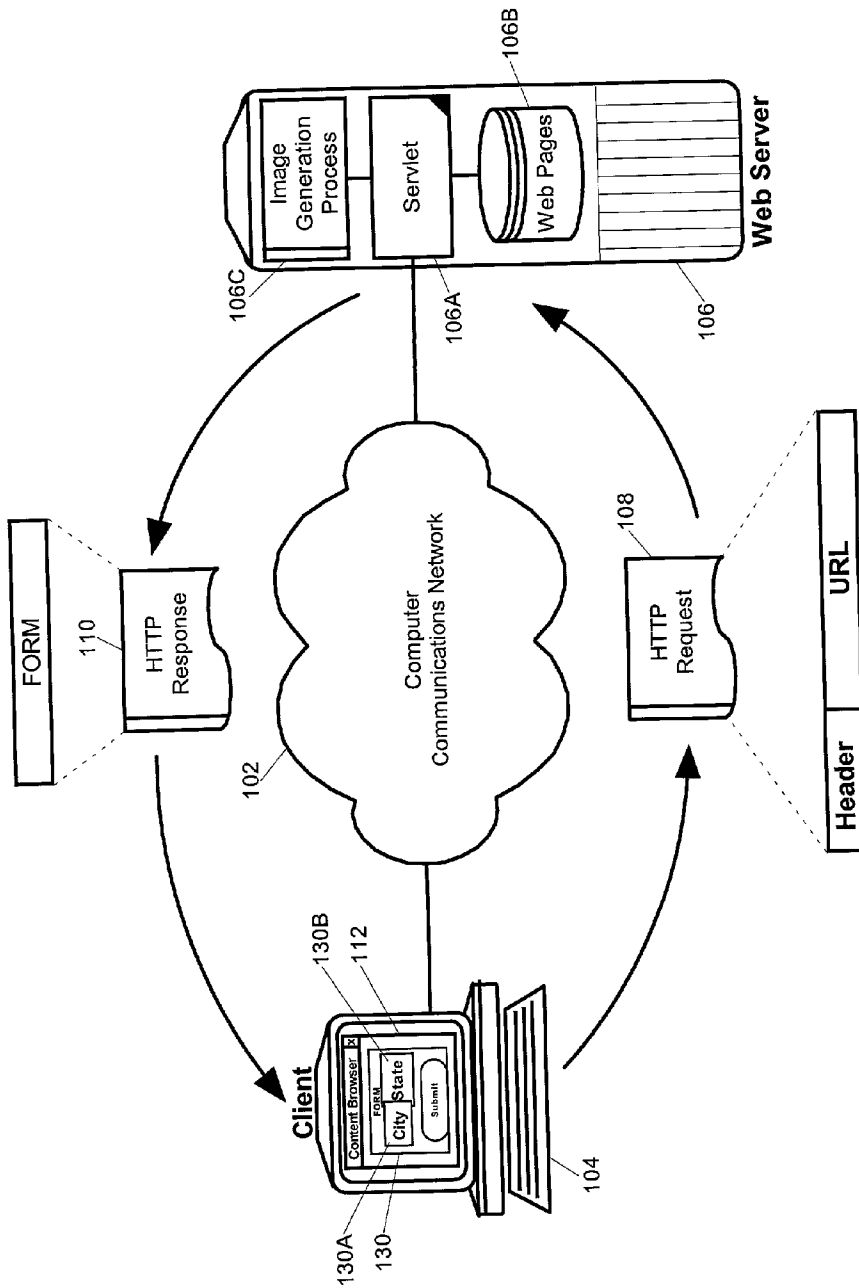 FORM
110
HTTP
Response
102
Computer
Communications Network
108
HTTP
Request
Header
URL
Client
Content Browser
X
FORM
City
State
Submit
130A
130
130B
112
104
106C
Image
Generation
Process
Servlet
106A
Web Pages
106B
106
Web Server